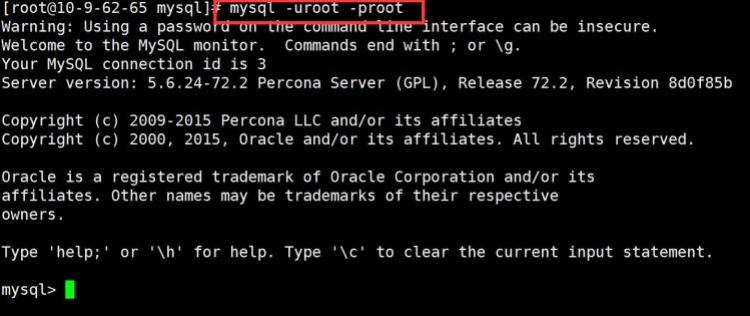 [root@10-9-62-65 mysql]# mysql -uroot -proot
Warning: Using a password on the command line interface can be insecure.
Welcome to the MySQL monitor.  Commands end with ; or \g.
Your MySQL connection id is 3
Server version: 5.6.24-72.2 Percona Server (GPL), Release 72.2, Revision 8d0f85b
Copyright (c) 2009-2015 Percona LLC and/or its affiliates
Copyright (c) 2000, 2015, Oracle and/or its affiliates. All rights reserved.
Oracle is a registered trademark of Oracle Corporation and/or its
affiliates. Other names may be trademarks of their respective
owners.
Type 'help;' or '\h' for help. Type '\c' to clear the current input statement.
mysql>